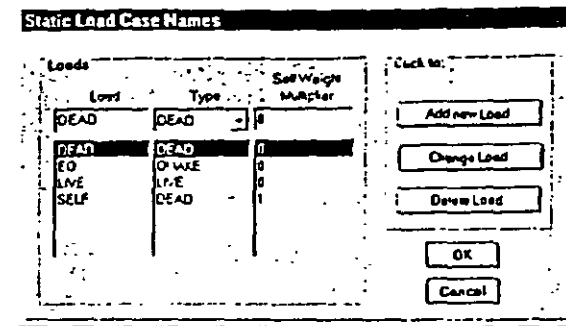 Static Load Case Names
Loads
Click to:
Load Type Self Weight Multiplier
DEAD DEAD 0
DEAD DEAD 0
EQ QUAKE 0
LIVE LIVE 0
SELF DEAD 1
Add new Load
Change Load
Delete Load
OK
Cancel